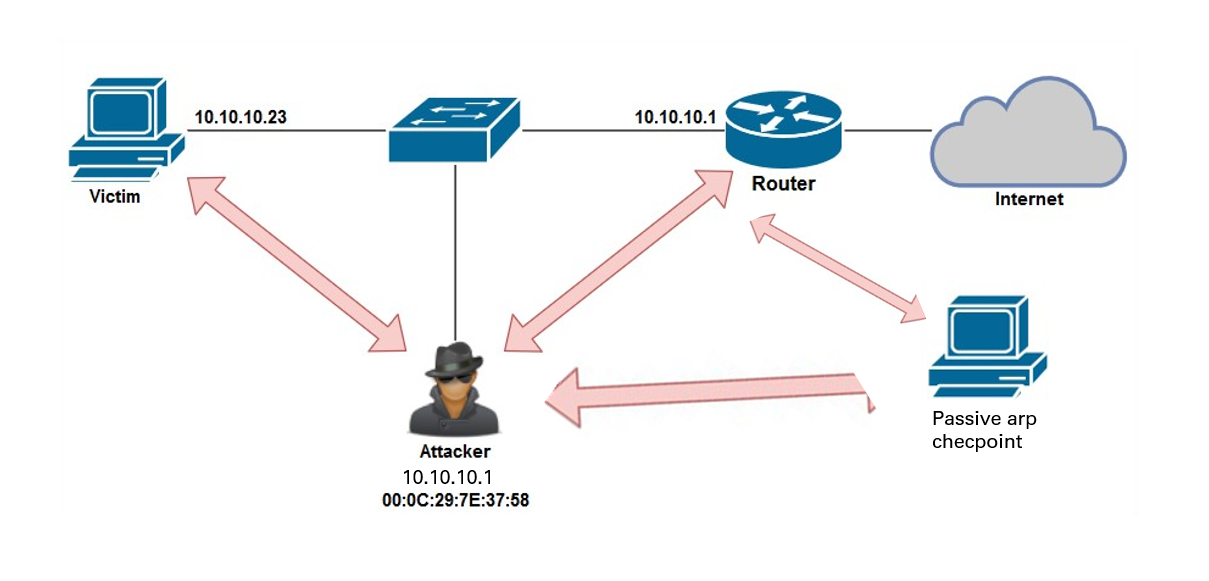 10.10.10.23
10.10.10.1
Victim
Router
Internet
Passive arp
checpoint
Attacker
10.10.10.1
00:0C:29:7E:37:58